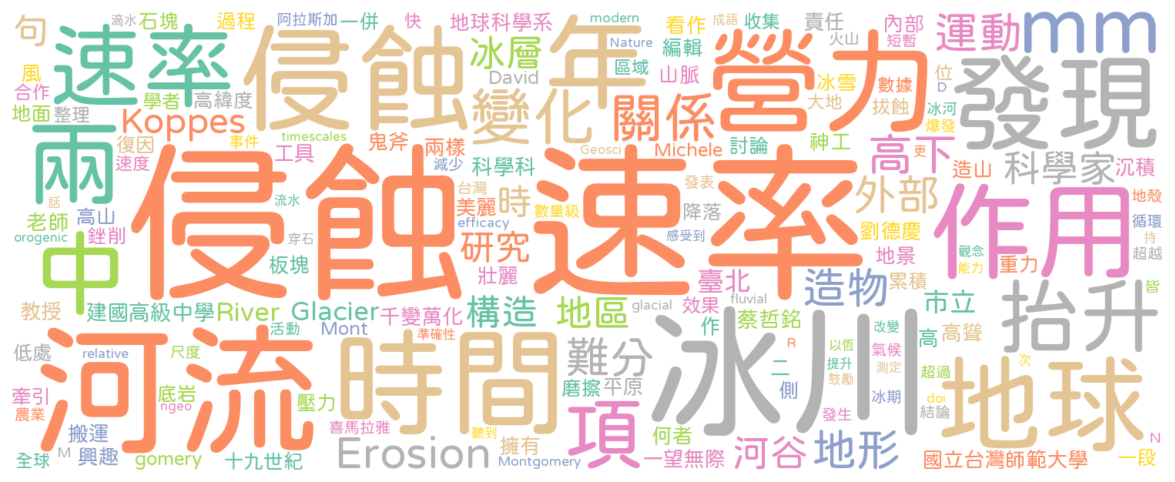 句 滴水 石塊 過程 阿拉斯加 一併 快 地球科學系 modern 看作 成語 收集 責任 內部 運動 mm
速率 侵蝕 冰層 年 Nature 編輯 火山 短暫
風 合作 David 區域 山脈 營力 冰雪 數據 位 D 發現
地面 整理 學者 高緯度 變化 關係 大地 拔蝕 冰河
兩 Koppes 復因 事件 timescales 鬼斧 兩樣 Geosci Michele 討論 神工 高下 爆發 科學家
速度 工具 減少 科學科 更 造山 沉積
侵蝕速率 話 老師 高山 流水 台灣 美麗 時 發表 降落 外部 作用 地殼
orogenic 銼削 穿石 efficacy 數量級 感受到 劉德慶 觀念 循環 持 超越
中 板塊 壯麗 研究 臺北 地景 能力 重力
教授 建國高級中學 River Glacier 千變萬化 構造 地區 glacial 效果 fluvial 造物 累積 市立 皆
活動 Mont 準確性 作 蔡哲銘 改變 高 高聳 抬升
低處 relative 尺度 河流 時間 難分 冰川 R 以恆 氣候 地球
牽引 底岩 磨擦 平原 二 提升 測定 超過 次
農業 ngeo 壓力 項 側 鼓勵 冰期 doi 結論
搬運 喜馬拉雅 聽到 擁有 何者 發生
全球 M 興趣 gomery 十九世紀 Erosion Montgomery 一望無際 河谷 地形 國立台灣師範大學 N 一段